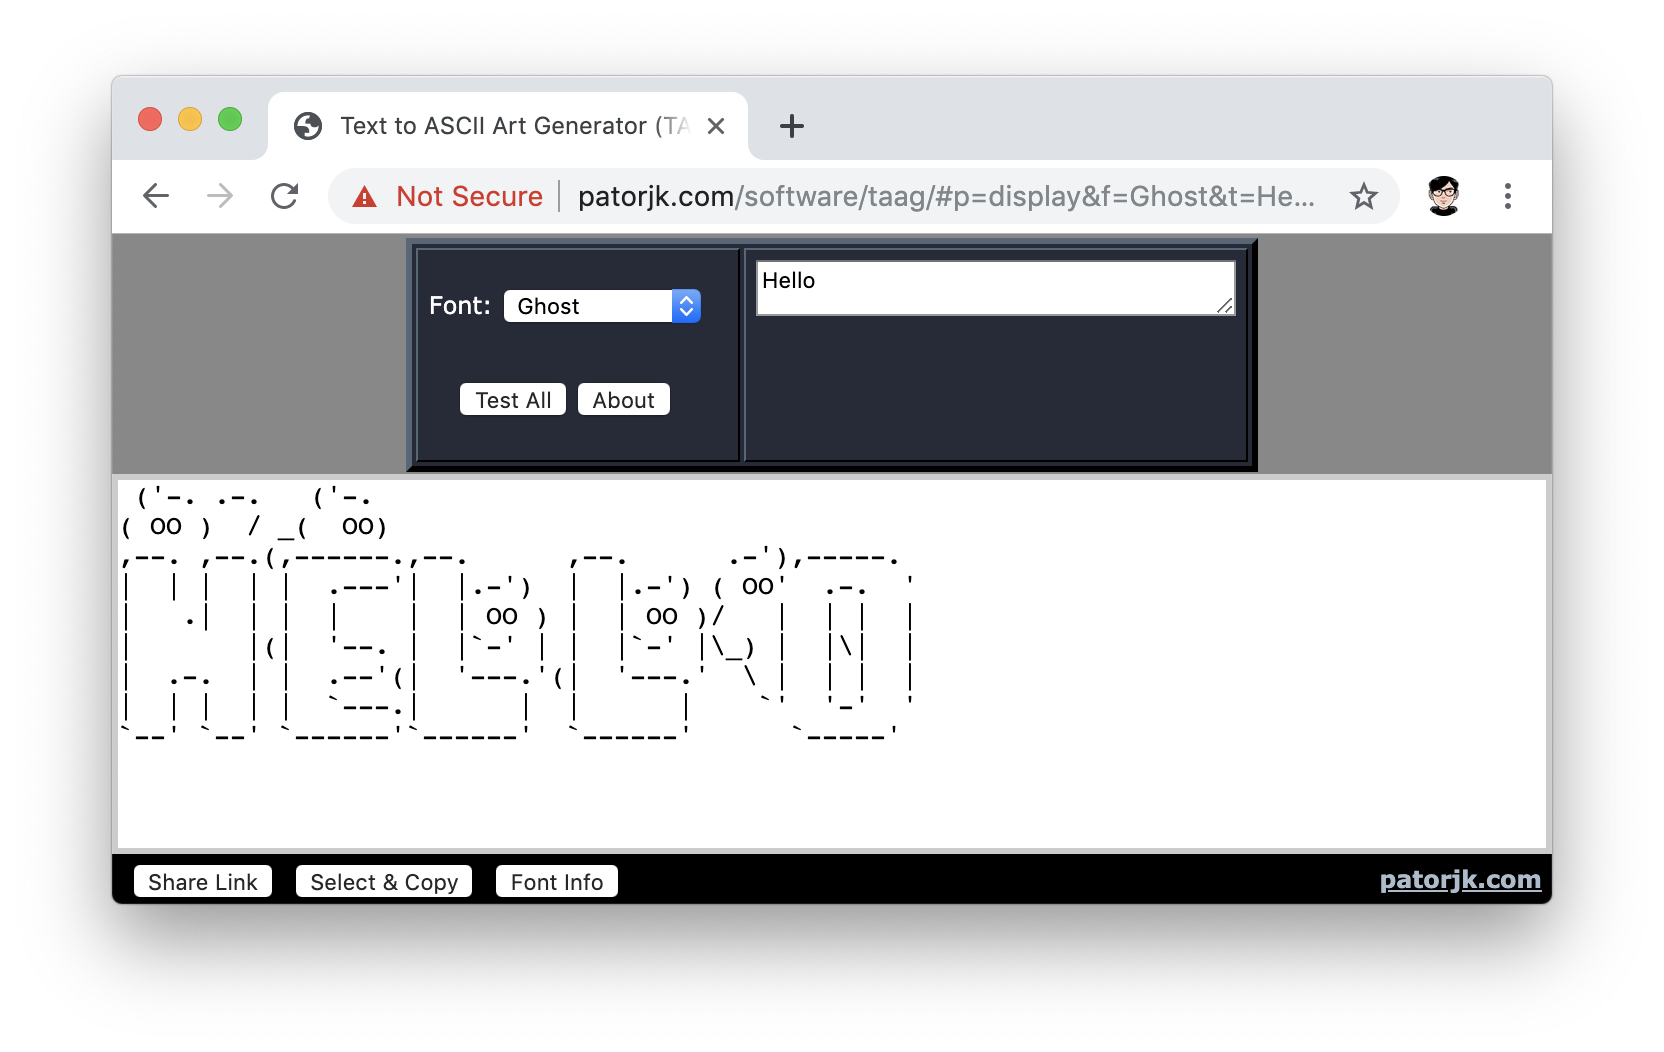 Text to ASCII Art Generator (TA
Not Secure
patorjk.com/software/taag/#p=display&f=Ghost&t=He...
Font:
Ghost
Hello
Test All
About
 ('-. .-.   ('-.
( OO )  / _(  OO)
,--. ,--.(,------.,--.      ,--.      .-'),-----.
|  | |  | |  .---'|  |.-')  |  |.-') ( OO'  .-.  '
|   .|  | |  |    |  | OO ) |  | OO )/   |  | |  |
|       |(|  '--. |  |`-' | |  |`-' |\_) |  |\|  |
|  .-.  | |  .--'(|  '---.'(|  '---.'  \ |  | |  |
|  | |  | |  `---.|      |  |      |    `'  '-'  '
`--' `--' `------'`------'  `------'      `-----'
Share Link
Select & Copy
Font Info
patorjk.com